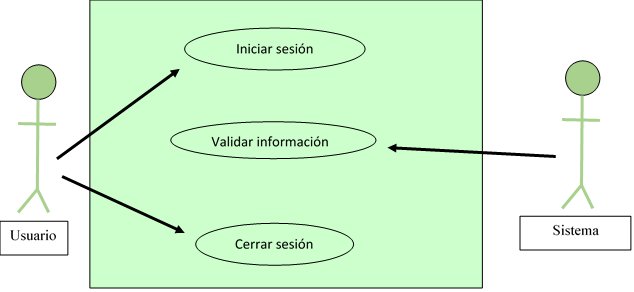 Iniciar sesión
Validar información
Usuario
Sistema
Cerrar sesión